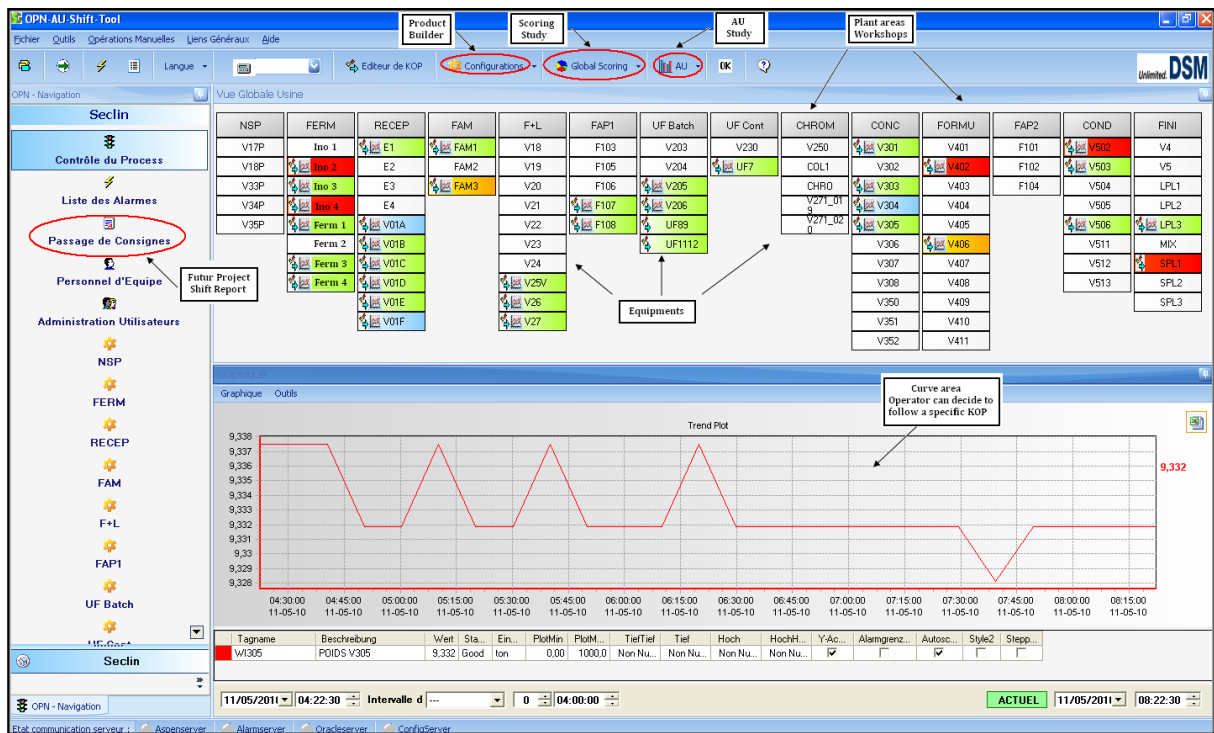 OPN-AU-Shift-Tool
Product
Builder
Scoring
Study
AU
Study
Plant areas
Workshops
Fichier Outils Opérations Manuelles Liens Généraux Aide
Langue
Editeur de KOP
Configurations
Global Scoring
AU
OK
Unlimited. DSM
OPN - Navigation
Seclin
Contrôle du Process
Liste des Alarmes
Passage de Consignes
Personnel d'Equipe
Administration Utilisateurs
NSP
FERM
RECEP
FAM
F+L
FAP1
UF Batch
UF Cont
Seclin
OPN - Navigation
Futur Project
Shift Report
Vue Globale Usine
NSP FERM RECEP FAM F+L FAP1 UF Batch UF Cont CHROM CONC FORMU FAP2 COND FINI
V17P Ino 1 E1 FAM1 V18 F103 V203 V230 V250 V301 V401 F101 V502 V4
V18P Ino 2 E2 FAM2 V19 F105 V204 UF7 COL1 V302 V402 F102 V503 V5
V33P Ino 3 E3 FAM3 V20 F106 V205 CHRO V303 V403 F104 V504 LPL1
V34P Ino 4 E4 V21 F107 V206 V271_01 9 V304 V404 V505 LPL2
V35P Ferm 1 V01A V22 F108 UF89 V271_02 0 V305 V405 V506 LPL3
Ferm 2 V01B V23 UF1112 V306 V406 V511 MIX
Ferm 3 V01C V24 V307 V407 V512 SPL1
Ferm 4 V01D V25V V308 V408 V513 SPL2
V01E V26 V350 V409 SPL3
V01F V27 V351 V410
V352 V411
Equipments
Graphique
Graphique Outils
Curve area
Operator can decide to
follow a specific KOP
Trend Plot
9,338
9,337
9,336
9,335
9,334
9,333
9,332
9,331
9,33
9,329
9,328
9,332
04:30:00 04:45:00 05:00:00 05:15:00 05:30:00 05:45:00 06:00:00 06:15:00 06:30:00 06:45:00 07:00:00 07:15:00 07:30:00 07:45:00 08:00:00 08:15:00
11-05-10 11-05-10 11-05-10 11-05-10 11-05-10 11-05-10 11-05-10 11-05-10 11-05-10 11-05-10 11-05-10 11-05-10 11-05-10 11-05-10 11-05-10 11-05-10
Tagname Beschreibung Wert Sta... Ein... PlotMin PlotM... TiefTief Tief Hoch HochH... Y-Ac... Alarmgrenz... Autosc... Style2 Stepp...
WI305 POIDS V305 9,332 Good ton 0,00 1000,0 Non Nu... Non Nu... Non Nu... Non Nu...
11/05/201 04:22:30 Intervalle d --- 0 04:00:00 ACTUEL 11/05/201 08:22:30
Etat communication serveur : Aspenserver Alarmserver Oracleserver ConfigServer